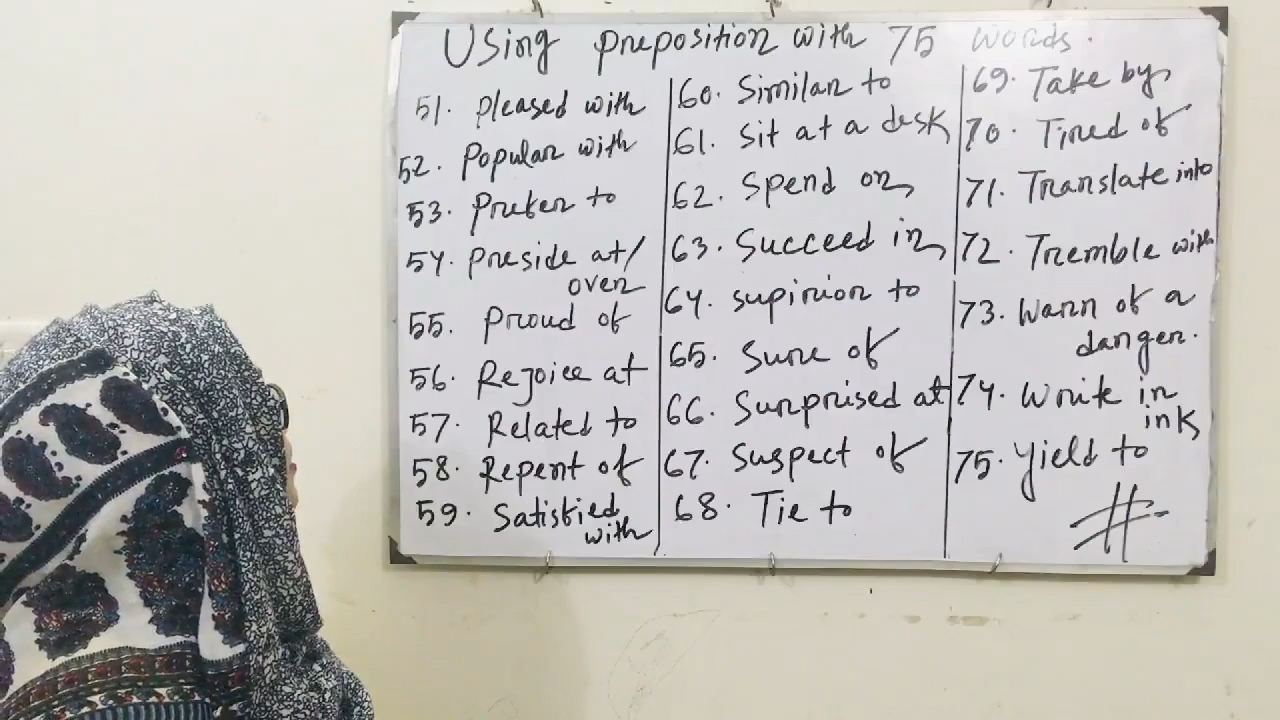 Using preposition with 75 words.
51. pleased with
52. Popular with
53. Prefer to
54. Preside at/
over
55. Proud of
56. Rejoice at
57. Related to
58. Repent of
59. Satisfied
with
60. Similar to
61. Sit at a desk
62. Spend on
63. Succeed in
64. supirior to
65. Sure of
66. Surprised at
67. Suspect of
68. Tie to
69. Take by
70. Tired of
71. Translate into
72. Tremble with
73. Warn of a
danger.
74. Write in
ink
75. Yield to
#